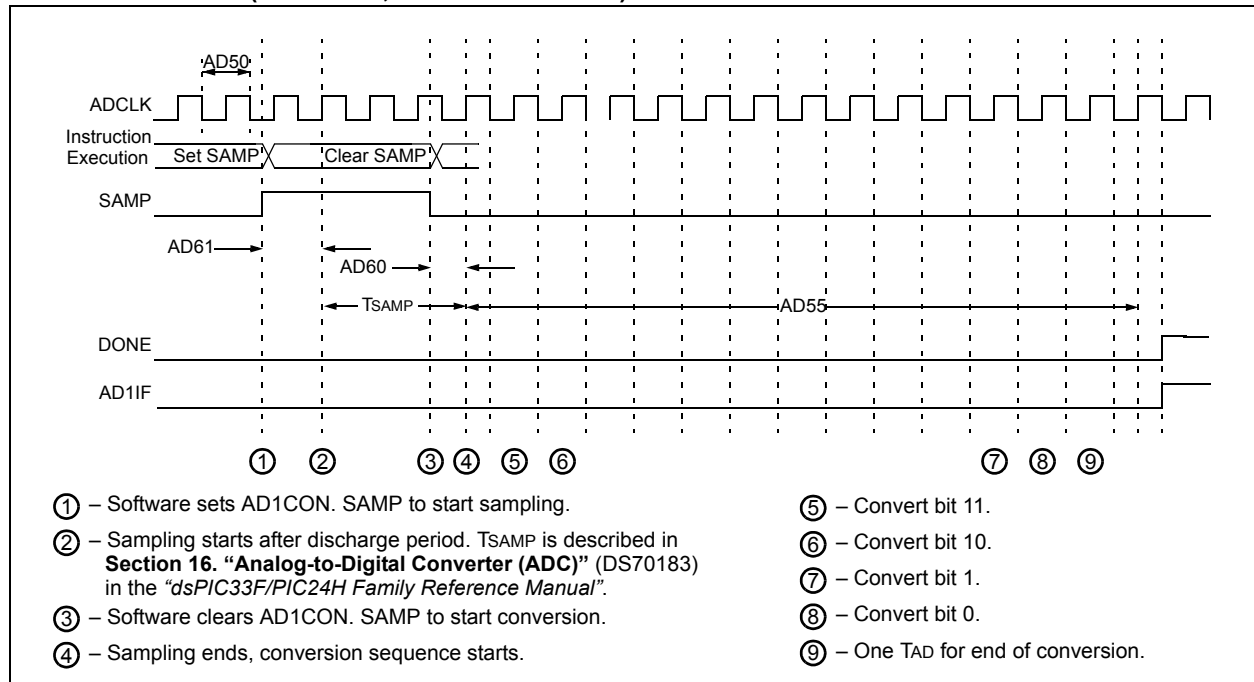 AD50
ADCLK
Instruction
Execution
Set SAMP
Clear SAMP
SAMP
AD61
AD60
TSAMP
AD55
DONE
AD1IF
1 2 3 4 5 6 7 8 9
1 – Software sets AD1CON. SAMP to start sampling.
2 – Sampling starts after discharge period. TSAMP is described in
Section 16. “Analog-to-Digital Converter (ADC)” (DS70183)
in the “dsPIC33F/PIC24H Family Reference Manual”.
3 – Software clears AD1CON. SAMP to start conversion.
4 – Sampling ends, conversion sequence starts.
5 – Convert bit 11.
6 – Convert bit 10.
7 – Convert bit 1.
8 – Convert bit 0.
9 – One TAD for end of conversion.